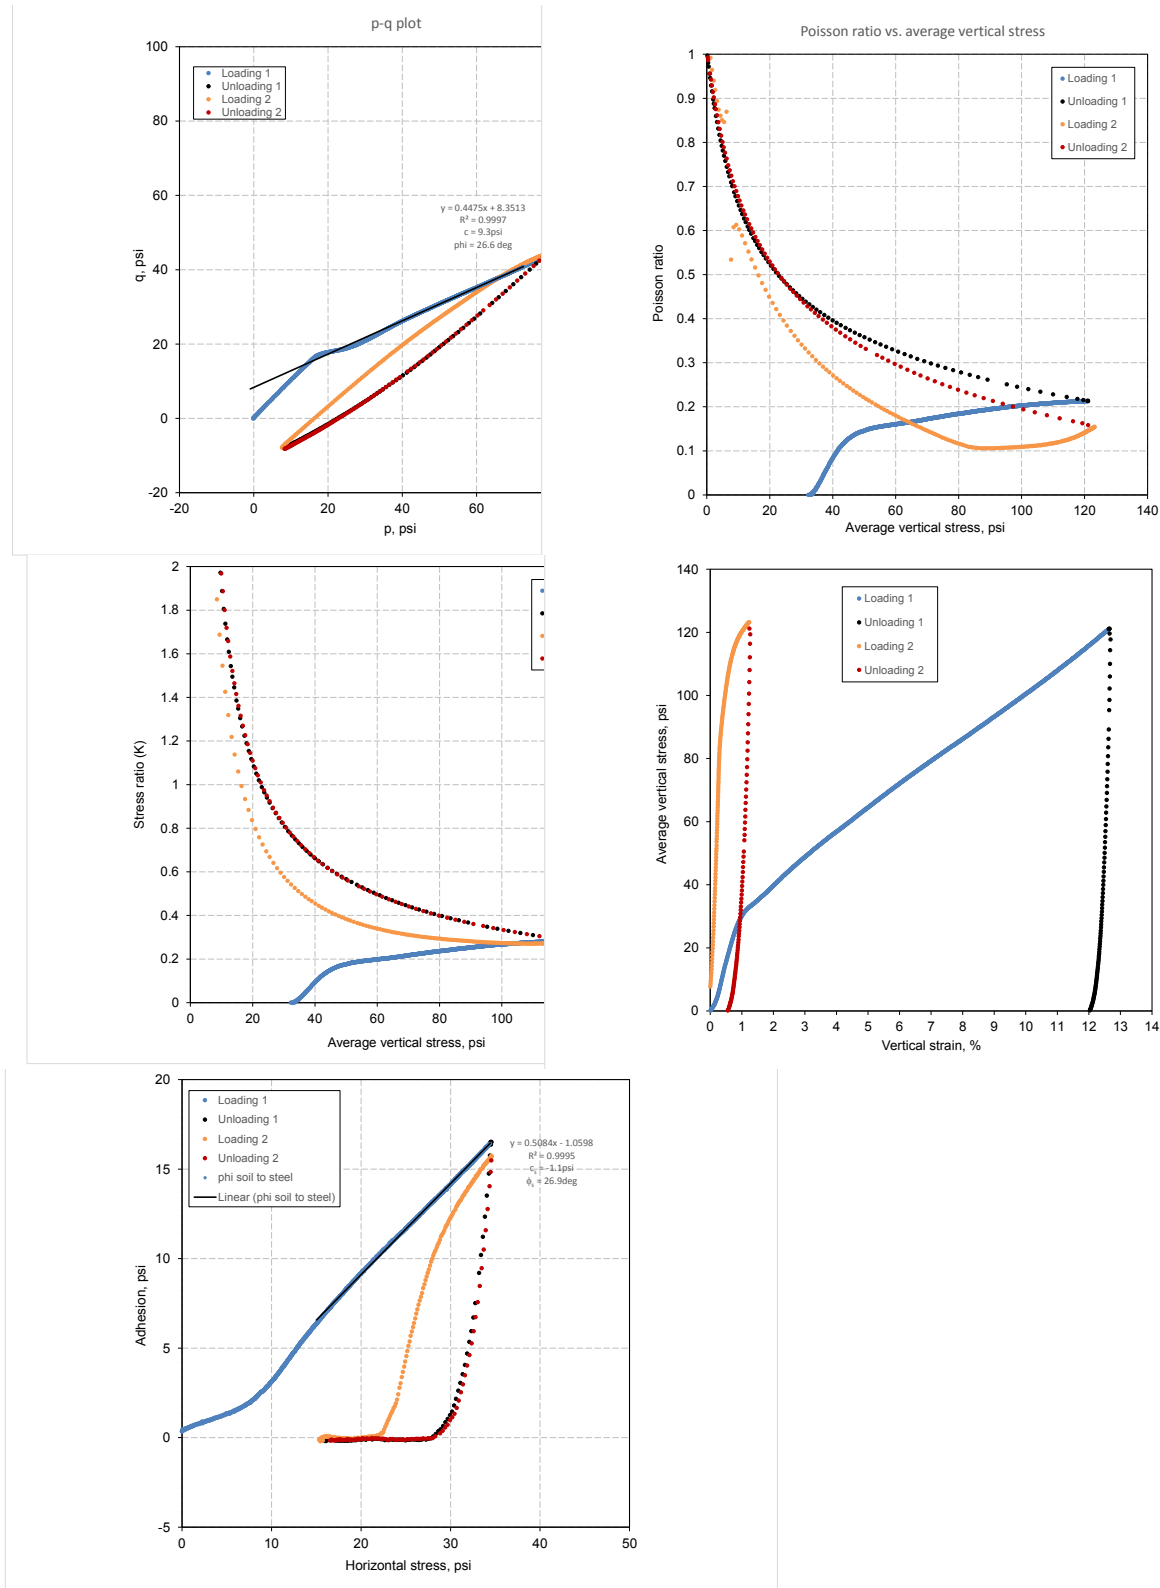 p-q plot
100
80
60
40
20
0
-20
q, psi
Loading 1
Unloading 1
Loading 2
Unloading 2
y = 0.4475x + 8.3513
R² = 0.9997
c = 9.3psi
phi = 26.6 deg
-20 0 20 40 60
p, psi
Poisson ratio vs. average vertical stress
1
0.9
0.8
0.7
0.6
0.5
0.4
0.3
0.2
0.1
0
Poisson ratio
Loading 1
Unloading 1
Loading 2
Unloading 2
0 20 40 60 80 100 120 140
Average vertical stress, psi
2
1.8
1.6
1.4
1.2
1
0.8
0.6
0.4
0.2
0
Stress ratio (K)
0 20 40 60 80 100
Average vertical stress, psi
140
120
100
80
60
40
20
0
Average vertical stress, psi
Loading 1
Unloading 1
Loading 2
Unloading 2
0 1 2 3 4 5 6 7 8 9 10 11 12 13 14
Vertical strain, %
20
15
10
5
0
-5
Adhesion, psi
Loading 1
Unloading 1
Loading 2
Unloading 2
phi soil to steel
Linear (phi soil to steel)
y = 0.5084x - 1.0598
R² = 0.9995
cₛ = -1.1psi
ϕₛ = 26.9deg
0 10 20 30 40 50
Horizontal stress, psi